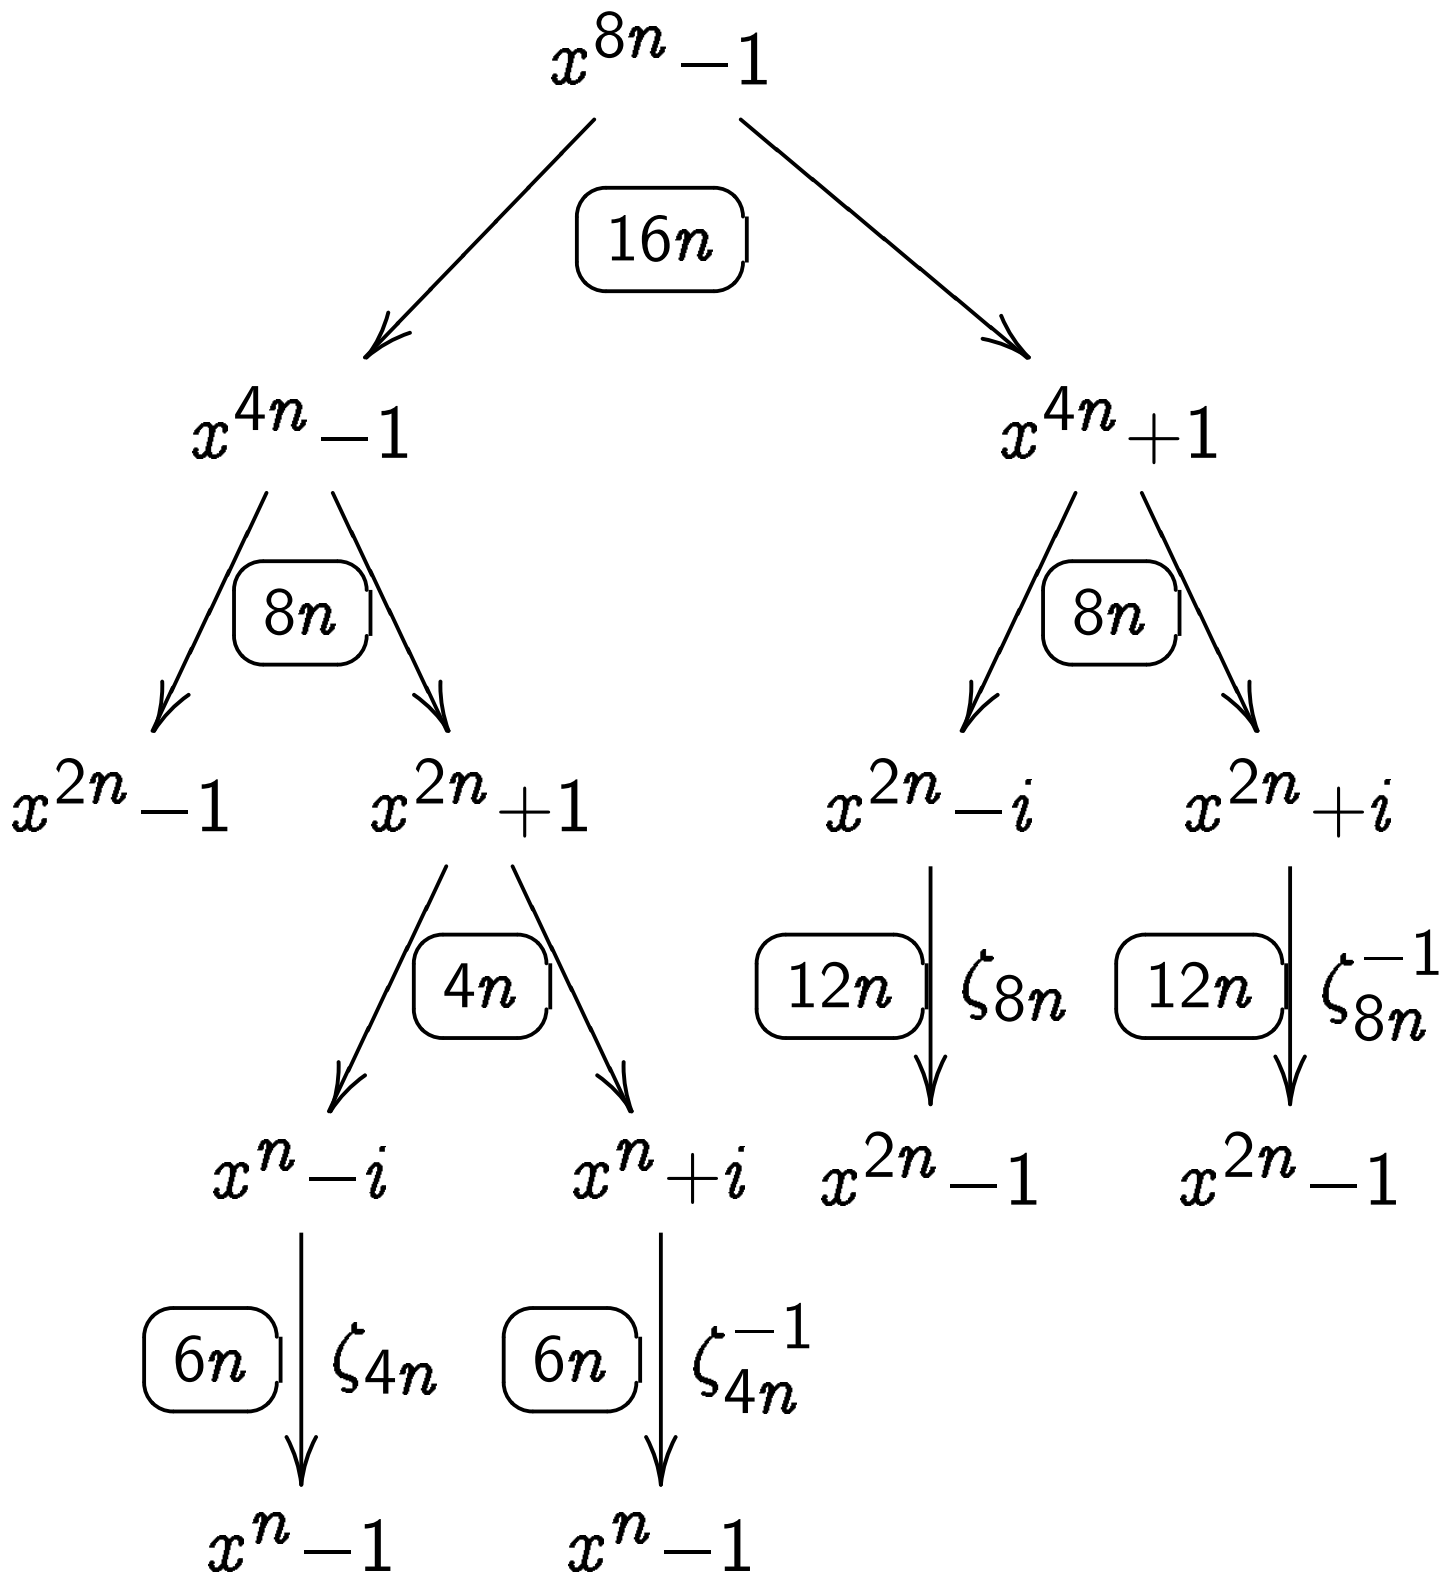 x^{8n}−1
16n
x^{4n}−1 x^{4n}+1
8n 8n
x^{2n}−1 x^{2n}+1 x^{2n}−i x^{2n}+i
4n 12n ζ_{8n} 12n ζ_{8n}^{−1}
x^{n}−i x^{n}+i x^{2n}−1 x^{2n}−1
6n ζ_{4n} 6n ζ_{4n}^{−1}
x^{n}−1 x^{n}−1